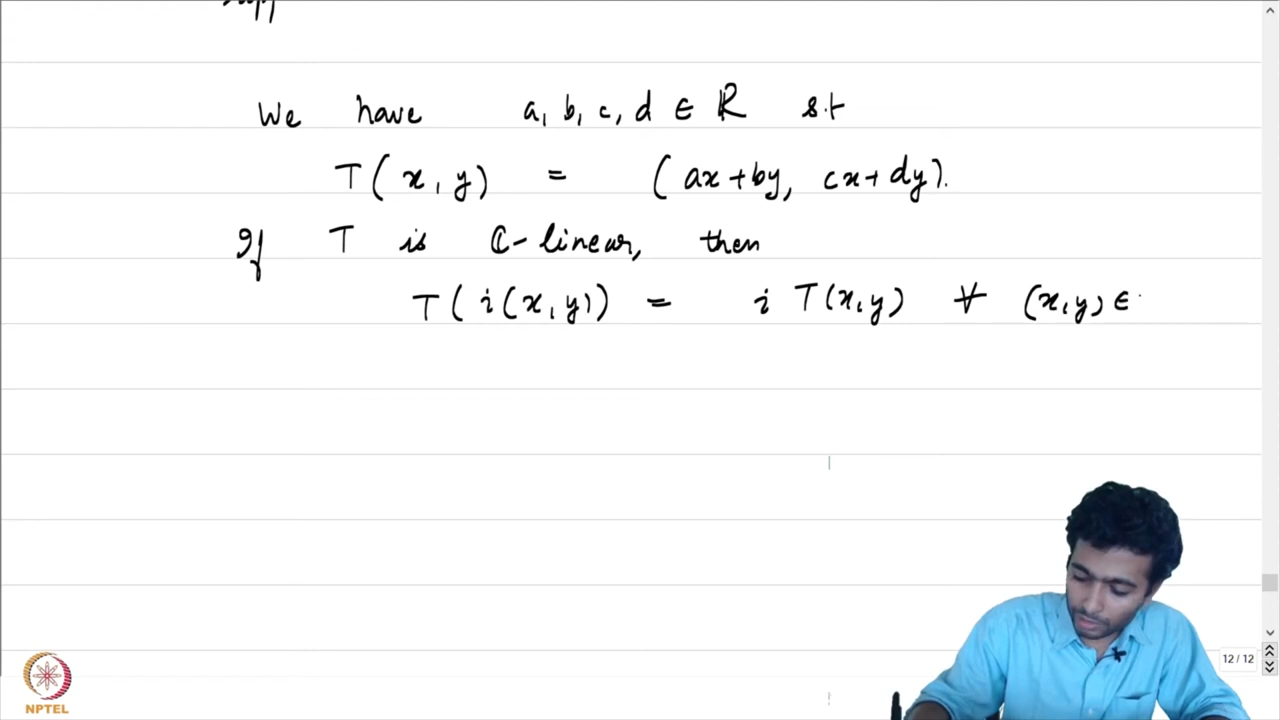 We have a, b, c, d ∈ R s.t
T(x, y) = (ax+by, cx+dy).
If T is ℂ-linear, then
T(i(x,y)) = i T(x,y) ∀ (x,y) ∈
12 / 12
NPTEL